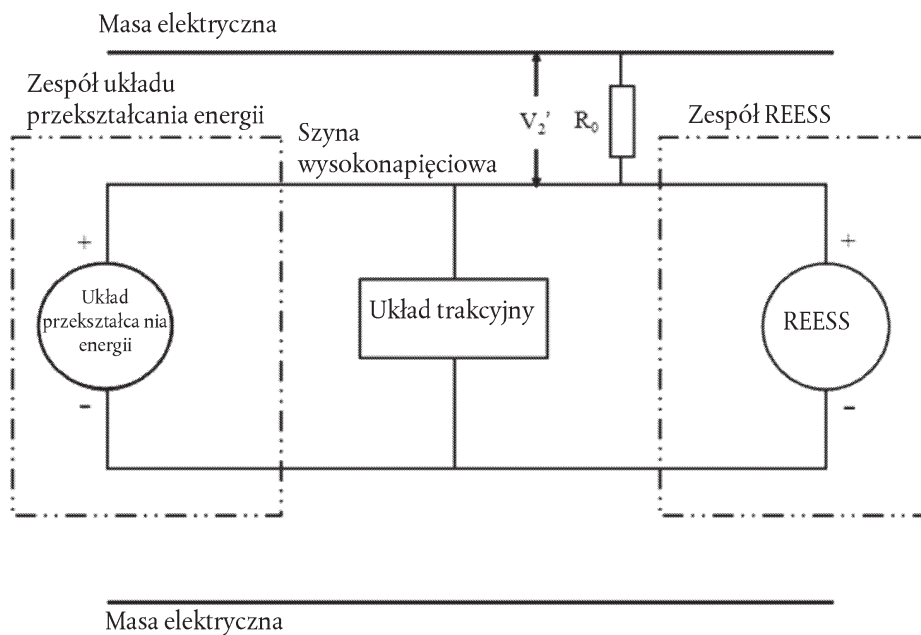 Masa elektryczna
Zespół układu
przekształcania energii
Szyna
wysokonapięciowa
V₂'
R₀
Zespół REESS
+
Układ
przekształca nia
energii
-
Układ trakcyjny
+
REESS
-
Masa elektryczna